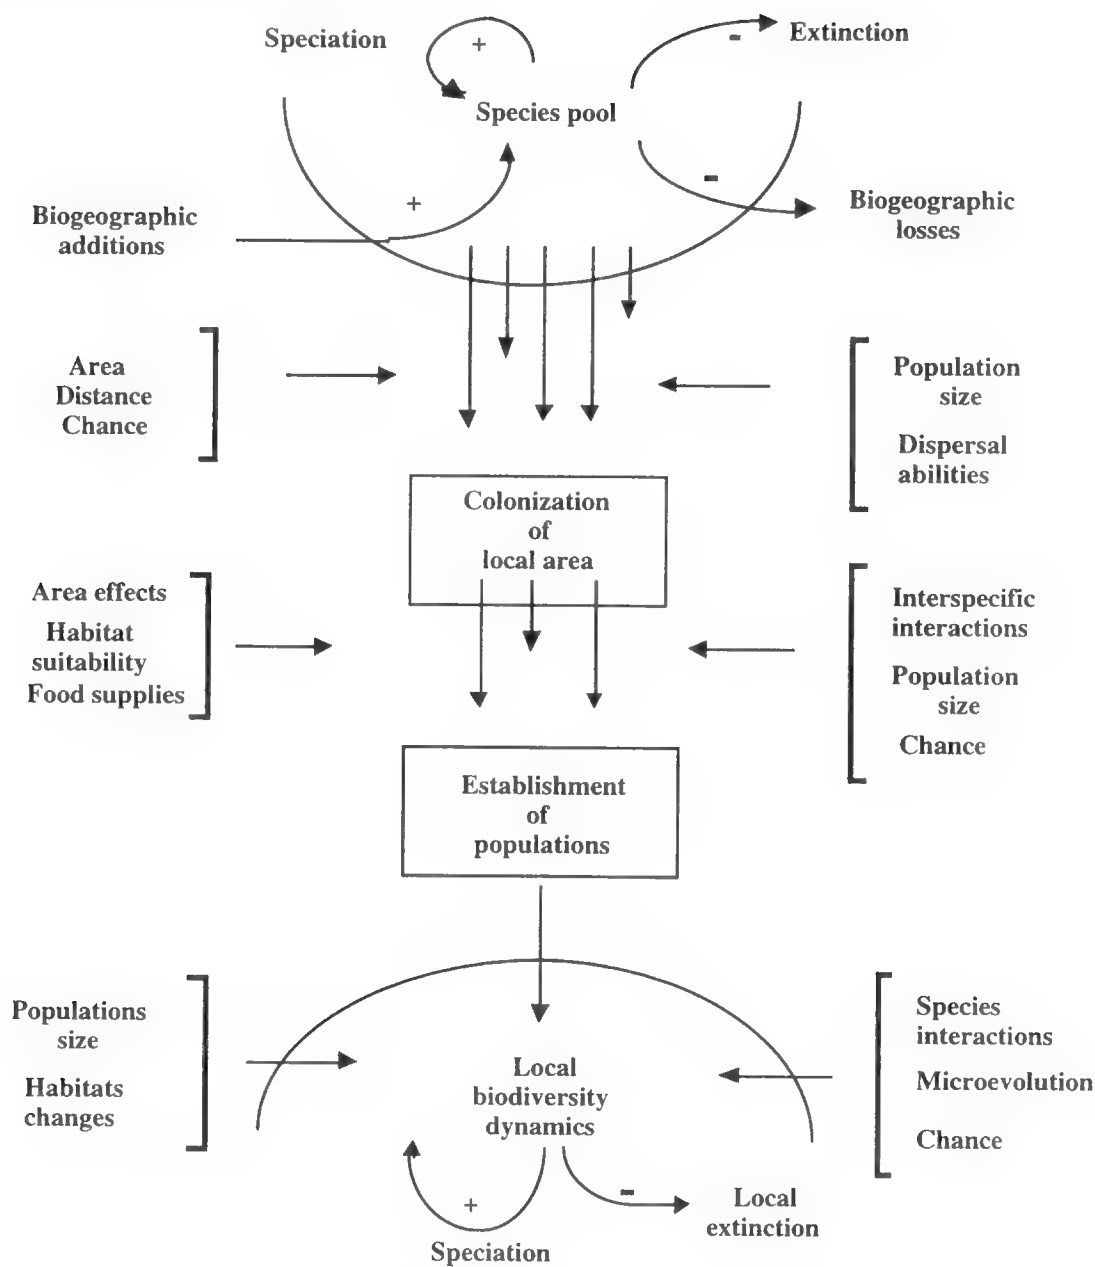 Speciation
+
-
Extinction
Species pool
Biogeographic
additions
+
-
Biogeographic
losses
Area
Distance
Chance
Population
size
Dispersal
abilities
Colonization
of
local area
Area effects
Habitat
suitability
Food supplies
Interspecific
interactions
Population
size
Chance
Establishment
of
populations
Populations
size
Habitats
changes
Species
interactions
Microevolution
Chance
Local
biodiversity
dynamics
+
-
Speciation
Local
extinction